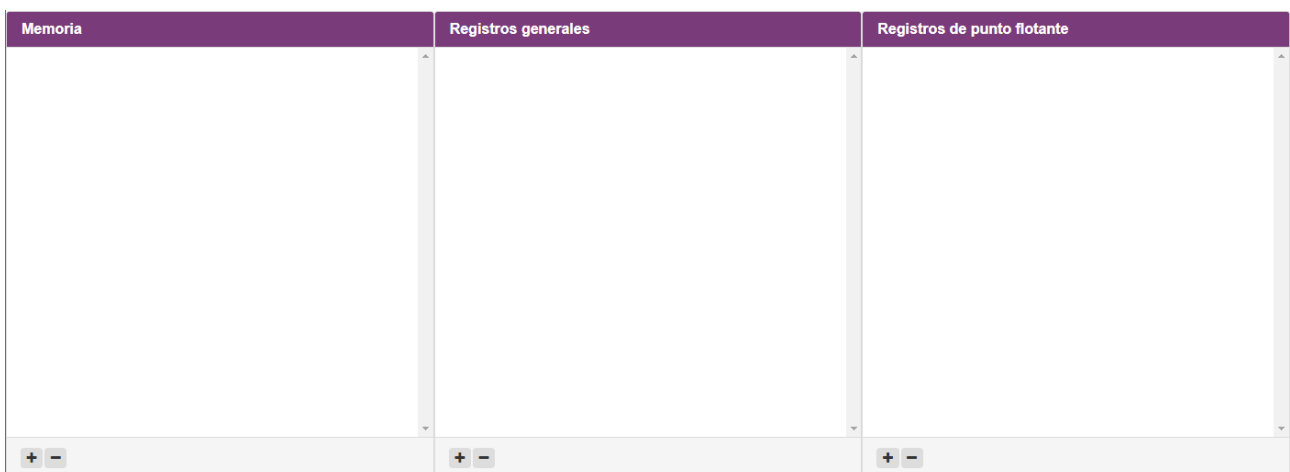 Memoria
Registros generales
Registros de punto flotante
+ −
+ −
+ −